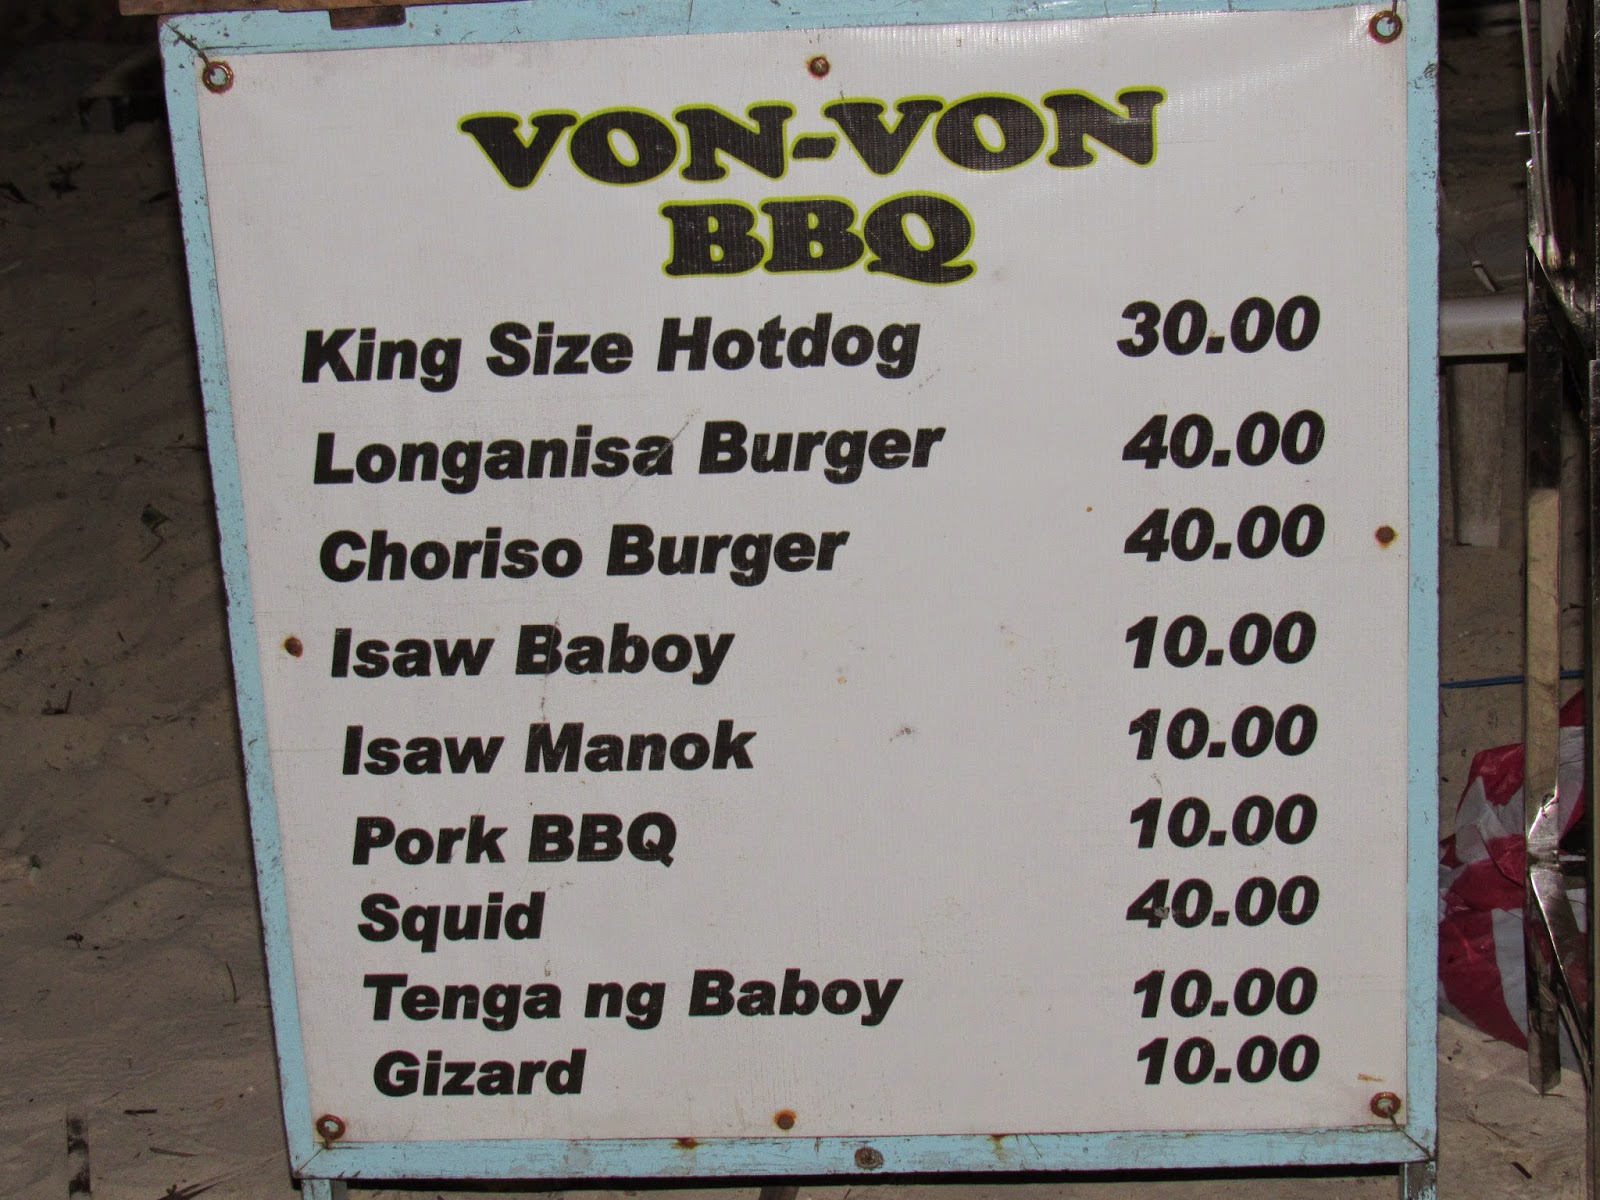 VON-VON
BBQ
King Size Hotdog 30.00
Longanisa Burger 40.00
Choriso Burger 40.00
Isaw Baboy 10.00
Isaw Manok 10.00
Pork BBQ 10.00
Squid 40.00
Tenga ng Baboy 10.00
Gizard 10.00